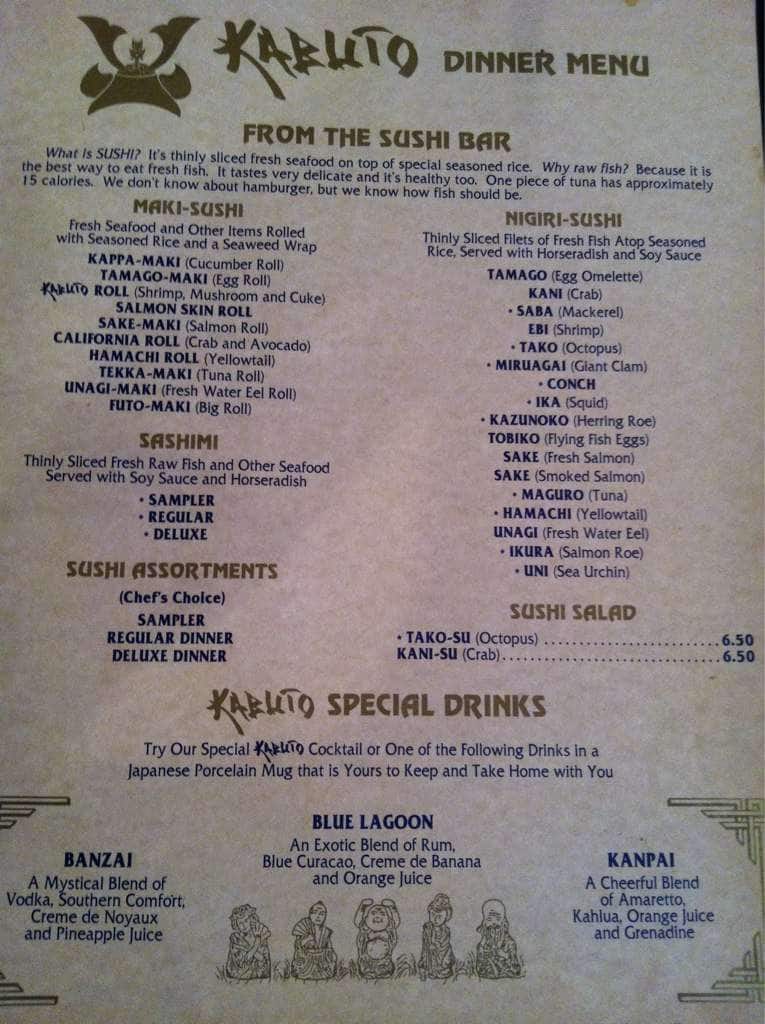 KABUTO DINNER MENU
FROM THE SUSHI BAR
What is SUSHI? It's thinly sliced fresh seafood on top of special seasoned rice. Why raw fish? Because it is
the best way to eat fresh fish. It tastes very delicate and it's healthy too. One piece of tuna has approximately
15 calories. We don't know about hamburger, but we know how fish should be.
MAKI-SUSHI
Fresh Seafood and Other Items Rolled
with Seasoned Rice and a Seaweed Wrap
KAPPA-MAKI (Cucumber Roll)
TAMAGO-MAKI (Egg Roll)
KABUTO ROLL (Shrimp, Mushroom and Cuke)
SALMON SKIN ROLL
SAKE-MAKI (Salmon Roll)
CALIFORNIA ROLL (Crab and Avocado)
HAMACHI ROLL (Yellowtail)
TEKKA-MAKI (Tuna Roll)
UNAGI-MAKI (Fresh Water Eel Roll)
FUTO-MAKI (Big Roll)
SASHIMI
Thinly Sliced Fresh Raw Fish and Other Seafood
Served with Soy Sauce and Horseradish
• SAMPLER
• REGULAR
• DELUXE
SUSHI ASSORTMENTS
(Chef's Choice)
SAMPLER
REGULAR DINNER
DELUXE DINNER
NIGIRI-SUSHI
Thinly Sliced Filets of Fresh Fish Atop Seasoned
Rice, Served with Horseradish and Soy Sauce
TAMAGO (Egg Omelette)
KANI (Crab)
• SABA (Mackerel)
EBI (Shrimp)
• TAKO (Octopus)
• MIRUAGAI (Giant Clam)
• CONCH
• IKA (Squid)
• KAZUNOKO (Herring Roe)
TOBIKO (Flying Fish Eggs)
SAKE (Fresh Salmon)
SAKE (Smoked Salmon)
• MAGURO (Tuna)
• HAMACHI (Yellowtail)
UNAGI (Fresh Water Eel)
• IKURA (Salmon Roe)
• UNI (Sea Urchin)
SUSHI SALAD
• TAKO-SU (Octopus) ........................ 6.50
KANI-SU (Crab)............................. 6.50
KABUTO SPECIAL DRINKS
Try Our Special KABUTO Cocktail or One of the Following Drinks in a
Japanese Porcelain Mug that is Yours to Keep and Take Home with You
BANZAI
A Mystical Blend of
Vodka, Southern Comfort,
Creme de Noyaux
and Pineapple Juice
BLUE LAGOON
An Exotic Blend of Rum,
Blue Curacao, Creme de Banana
and Orange Juice
KANPAI
A Cheerful Blend
of Amaretto,
Kahlua, Orange Juice
and Grenadine